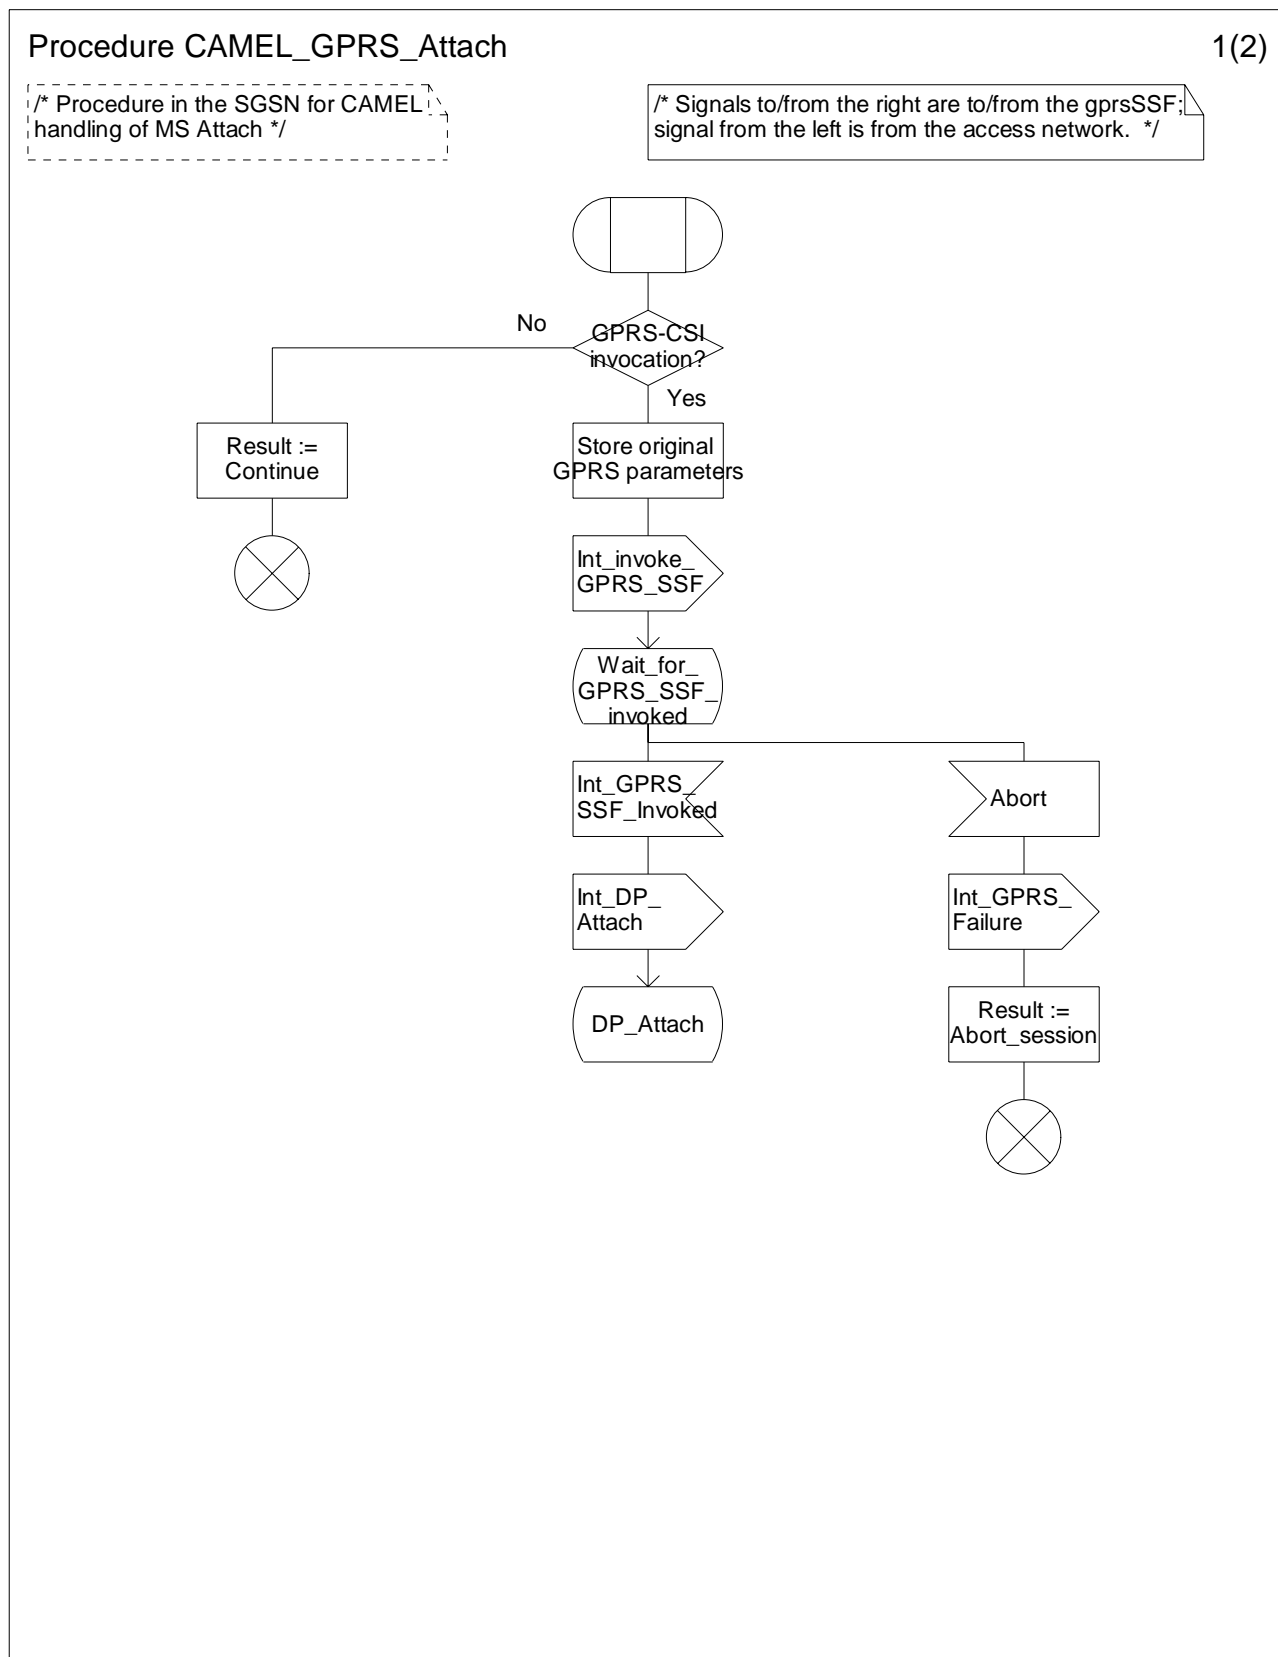 Procedure CAMEL_GPRS_Attach
1(2)
/* Procedure in the SGSN for CAMEL
handling of MS Attach */
/* Signals to/from the right are to/from the gprsSSF;
signal from the left is from the access network. */
GPRS-CSI
invocation?
No
Yes
Result :=
Continue
Store original
GPRS parameters
Int_invoke_
GPRS_SSF
Wait_for_
GPRS_SSF_
invoked
Int_GPRS_
SSF_Invoked
Abort
Int_DP_
Attach
Int_GPRS_
Failure
DP_Attach
Result :=
Abort_session